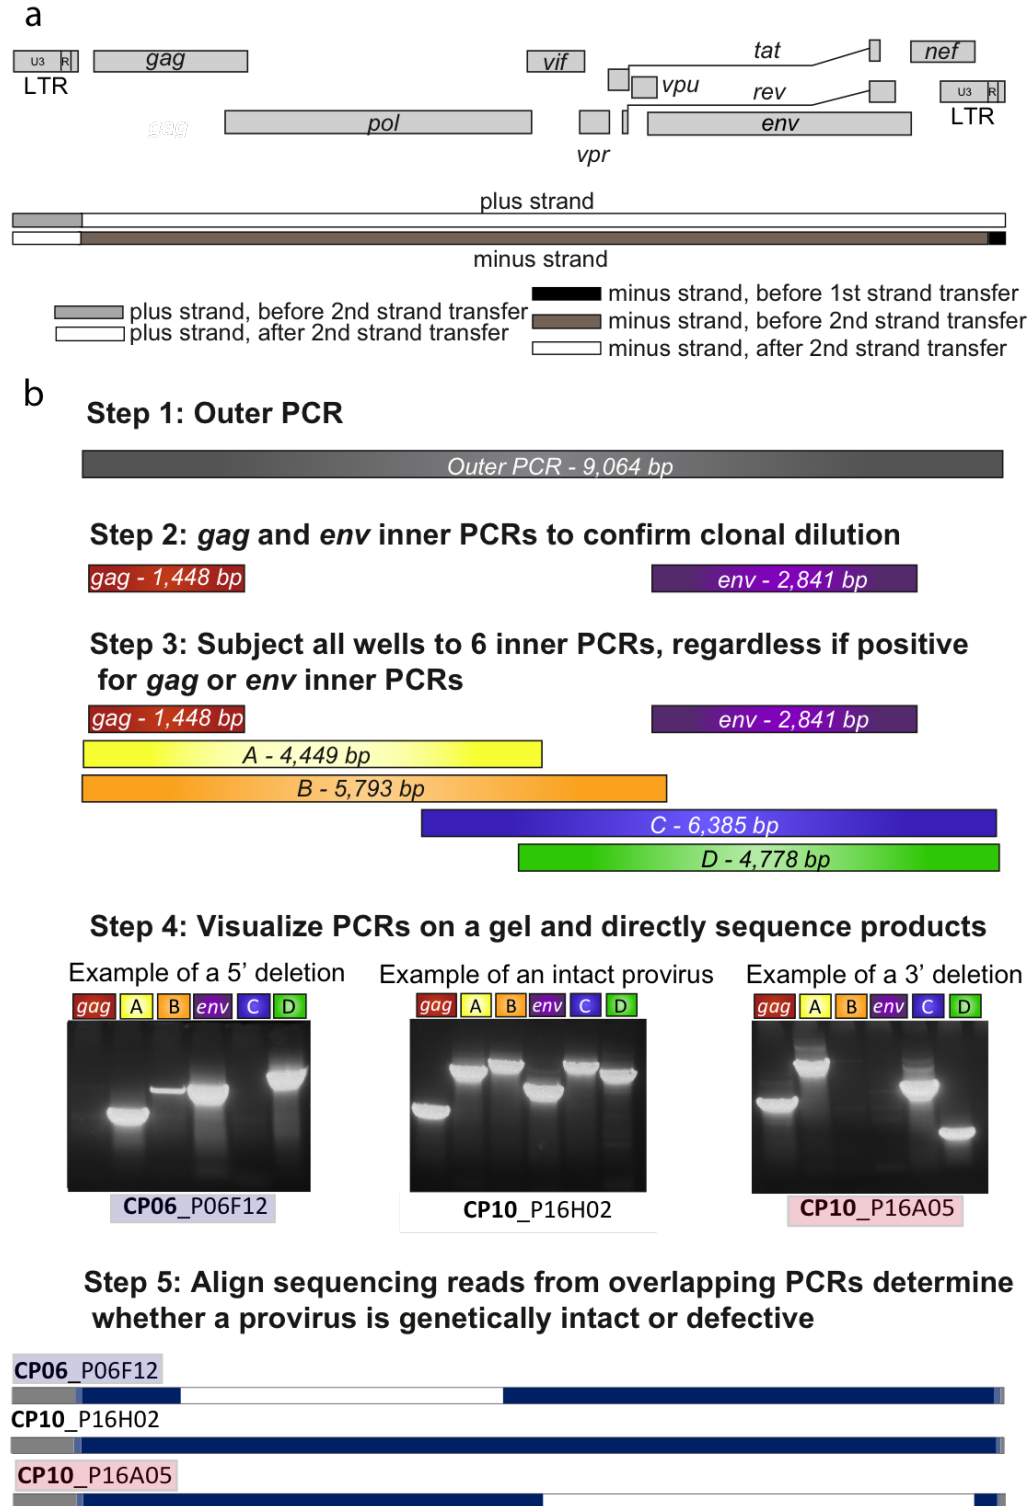 a
gag
vif
tat
nef
U3 R
LTR
vpu
rev
U3 R
LTR
gag
pol
vpr
env
plus strand
minus strand
plus strand, before 2nd strand transfer
plus strand, after 2nd strand transfer
minus strand, before 1st strand transfer
minus strand, before 2nd strand transfer
minus strand, after 2nd strand transfer
b
Step 1: Outer PCR
Outer PCR - 9,064 bp
Step 2: gag and env inner PCRs to confirm clonal dilution
gag - 1,448 bp
env - 2,841 bp
Step 3: Subject all wells to 6 inner PCRs, regardless if positive
for gag or env inner PCRs
gag - 1,448 bp
env - 2,841 bp
A - 4,449 bp
B - 5,793 bp
C - 6,385 bp
D - 4,778 bp
Step 4: Visualize PCRs on a gel and directly sequence products
Example of a 5’ deletion
gag A B env C D
CP06_P06F12
Example of an intact provirus
gag A B env C D
CP10_P16H02
Example of a 3’ deletion
gag A B env C D
CP10_P16A05
Step 5: Align sequencing reads from overlapping PCRs determine
whether a provirus is genetically intact or defective
CP06_P06F12
CP10_P16H02
CP10_P16A05